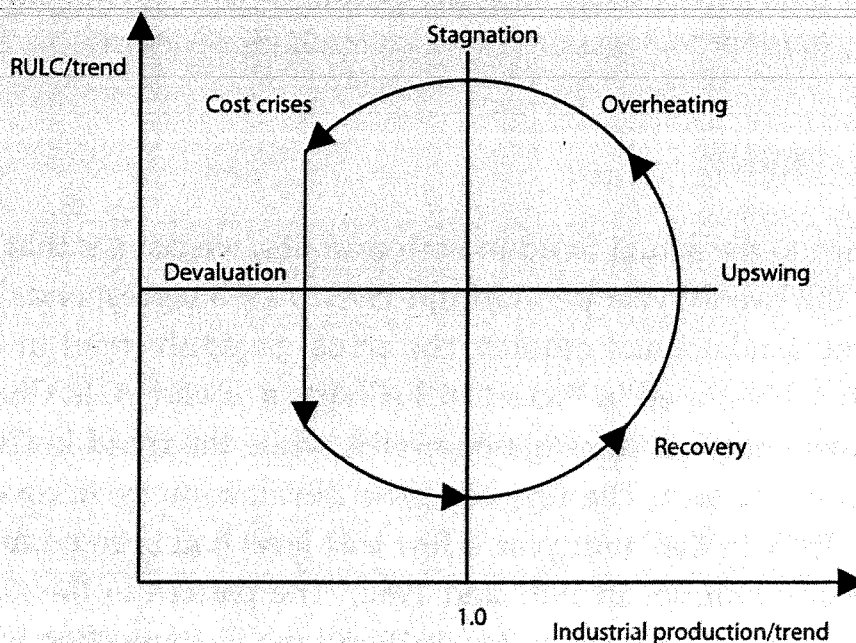 Stagnation
RULC/trend
Cost crises
Overheating
Devaluation
Upswing
Recovery
1.0
Industrial production/trend